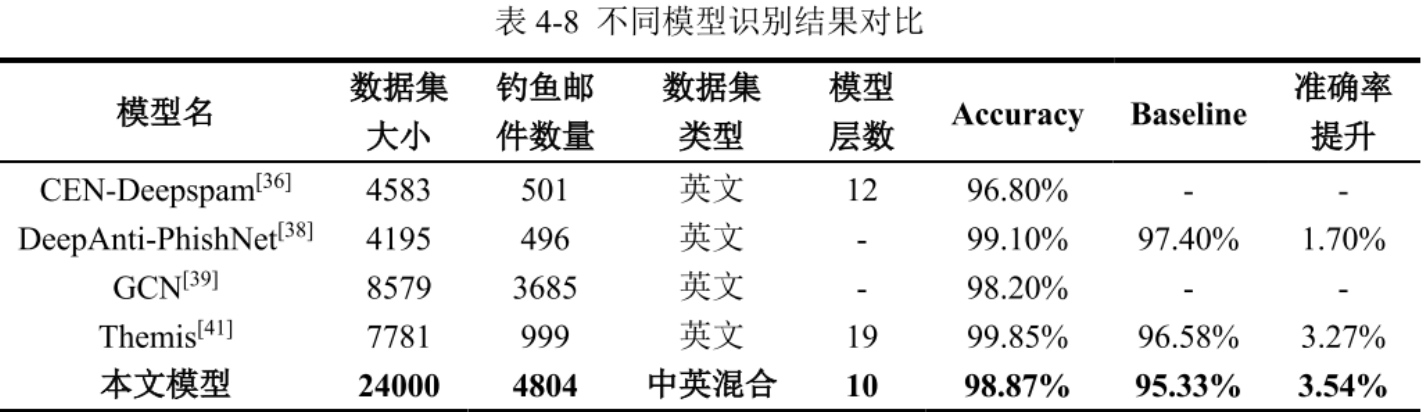 表 4-8 不同模型识别结果对比
模型名 数据集大小 钓鱼邮件数量 数据集类型 模型层数 Accuracy Baseline 准确率提升
CEN-Deepspam[36] 4583 501 英文 12 96.80% - -
DeepAnti-PhishNet[38] 4195 496 英文 - 99.10% 97.40% 1.70%
GCN[39] 8579 3685 英文 - 98.20% - -
Themis[41] 7781 999 英文 19 99.85% 96.58% 3.27%
本文模型 24000 4804 中英混合 10 98.87% 95.33% 3.54%